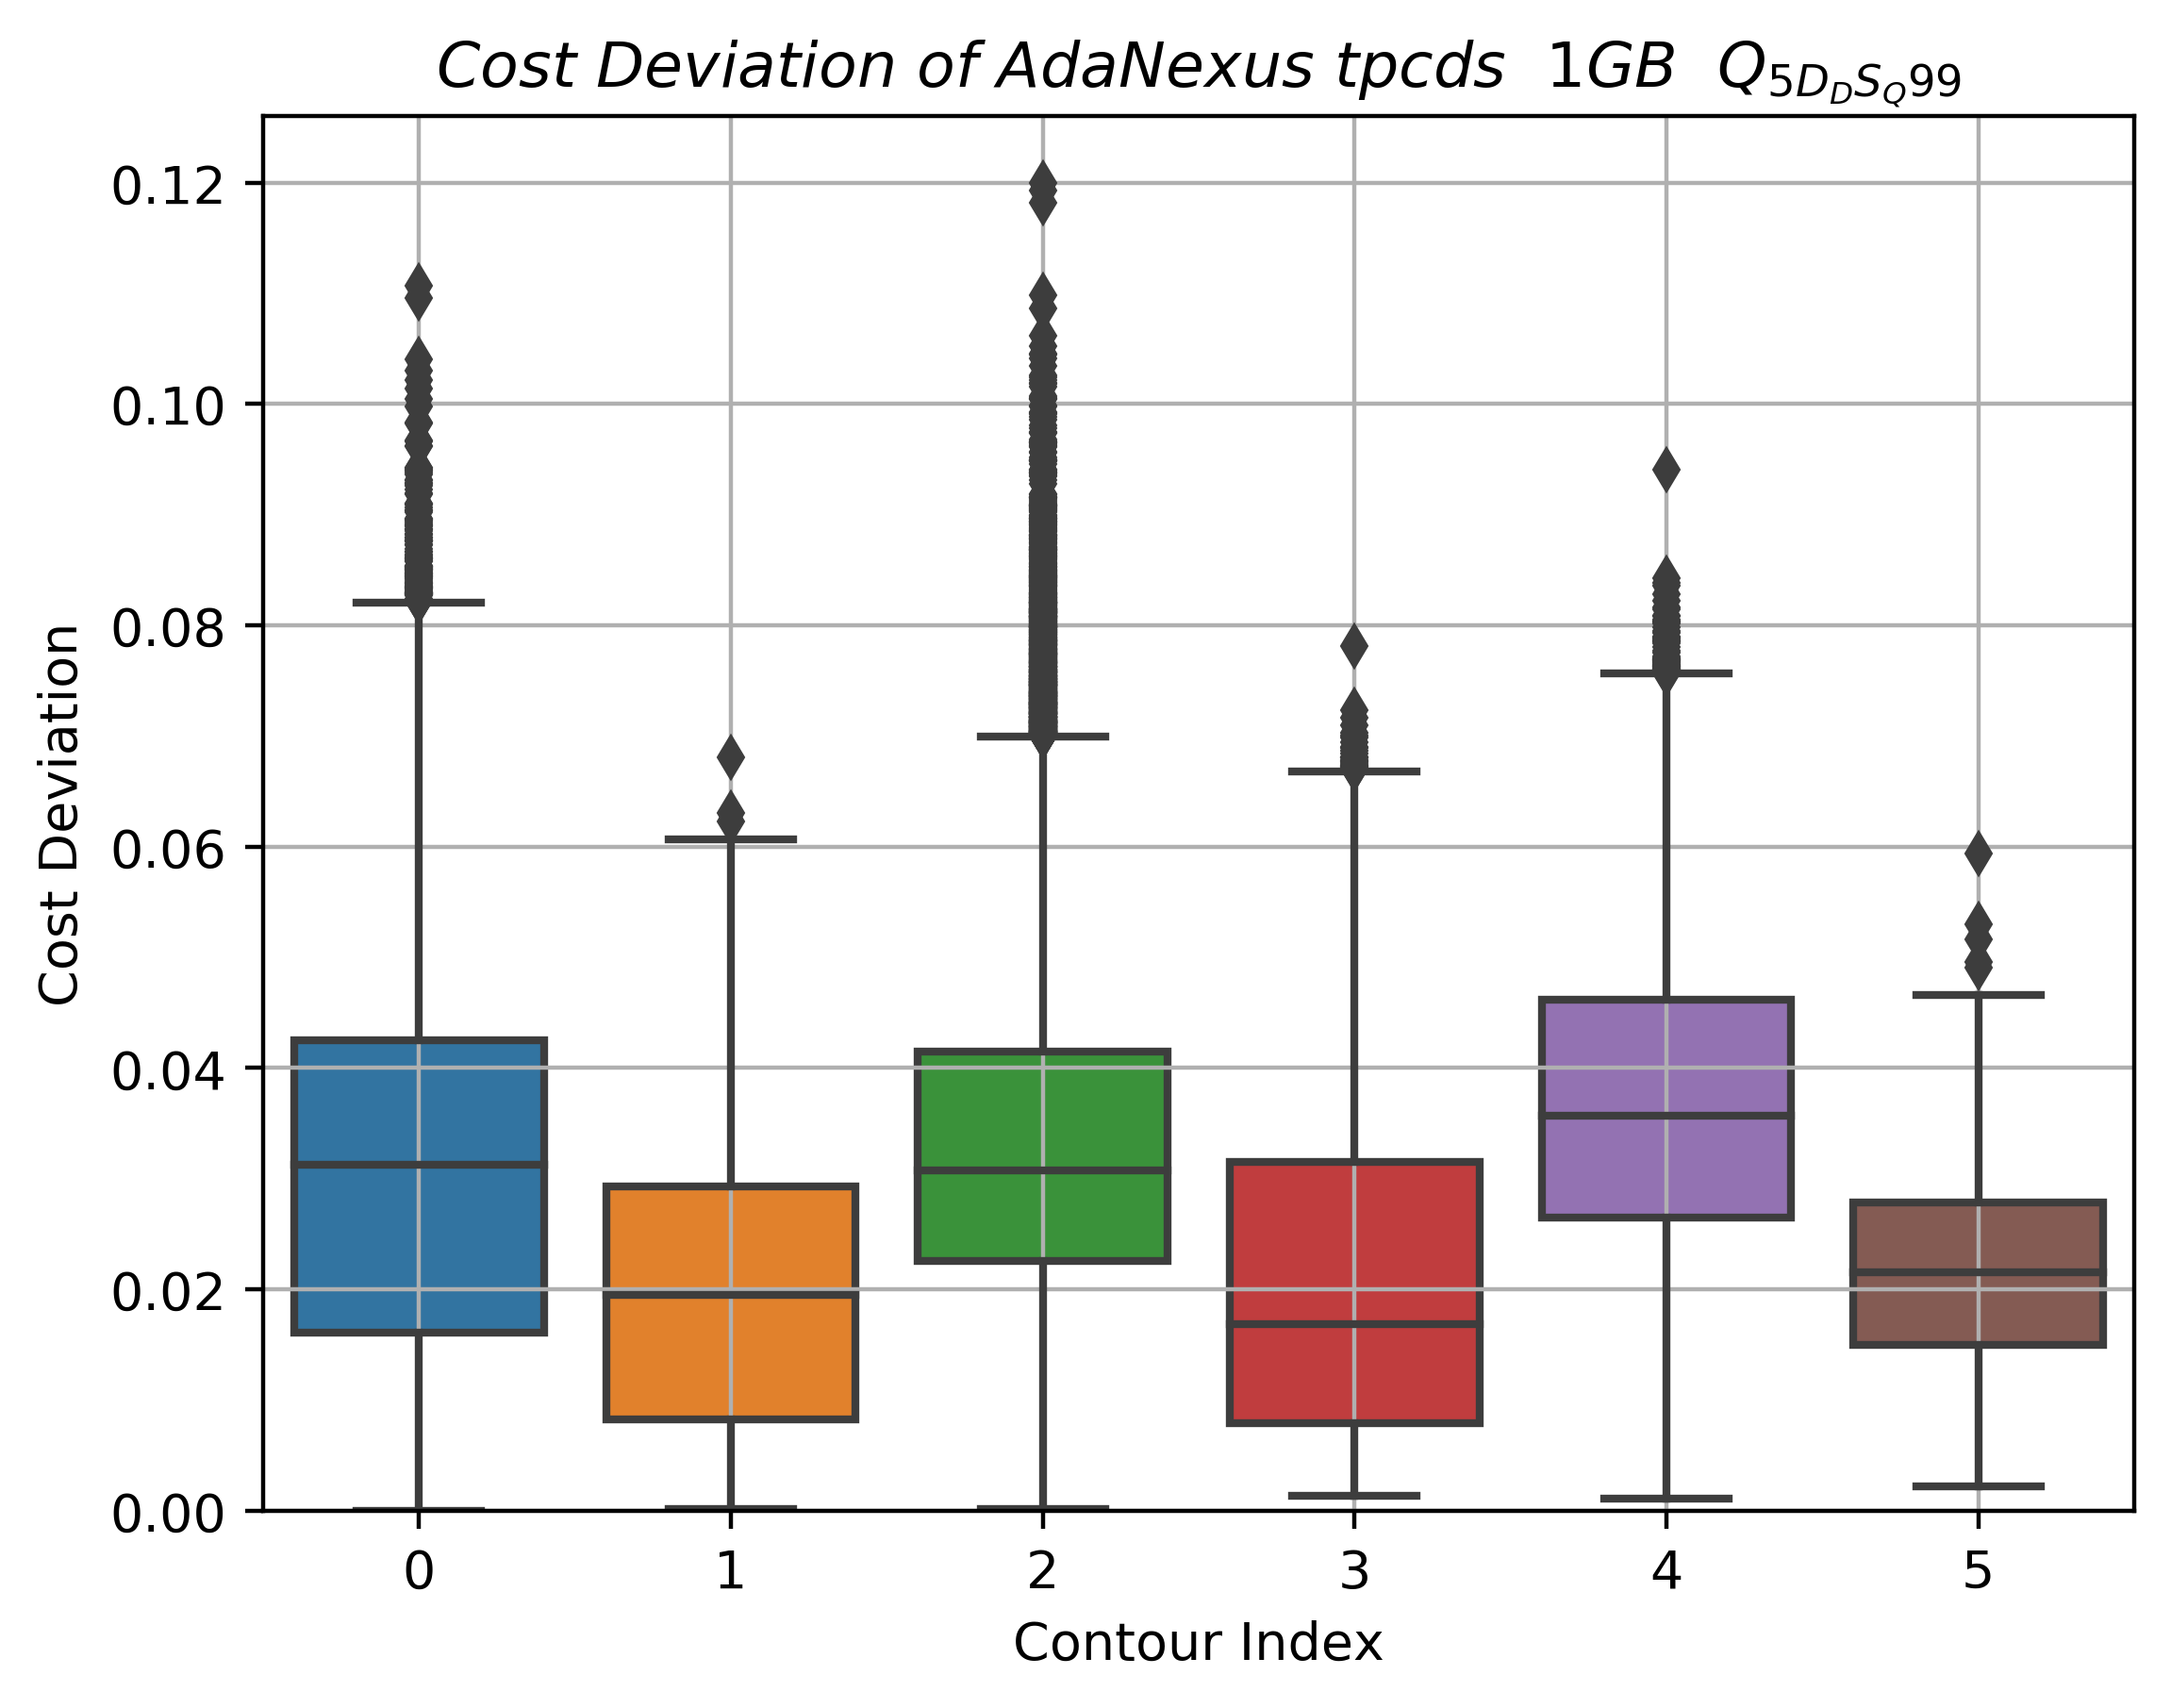 Cost Deviation of AdaNexus tpcds 1GB Q5D_DS_Q99
0.12
0.10
0.08
0.06
0.04
0.02
0.00
Cost Deviation
0 1 2 3 4 5
Contour Index